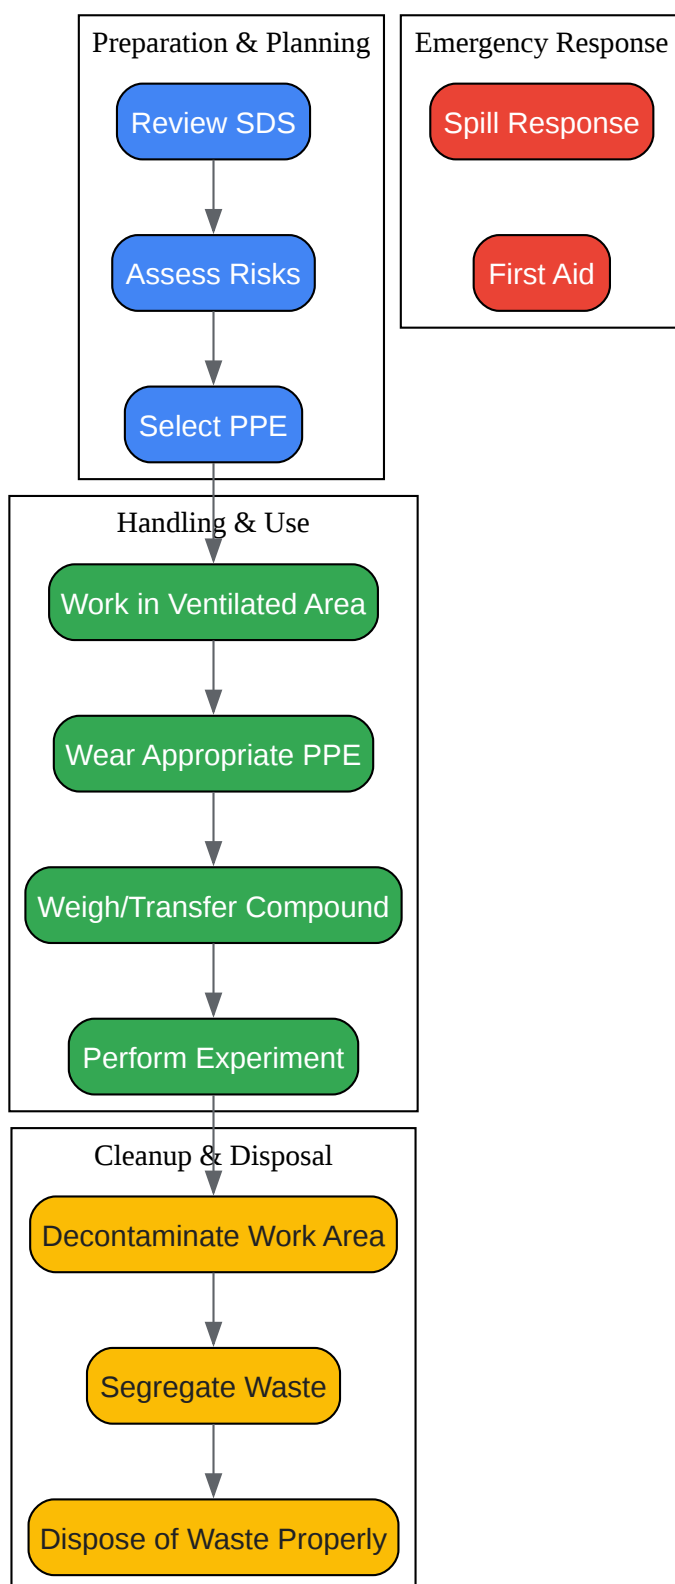 Preparation & Planning
Review SDS
Assess Risks
Select PPE
Emergency Response
Spill Response
First Aid
Handling & Use
Work in Ventilated Area
Wear Appropriate PPE
Weigh/Transfer Compound
Perform Experiment
Cleanup & Disposal
Decontaminate Work Area
Segregate Waste
Dispose of Waste Properly